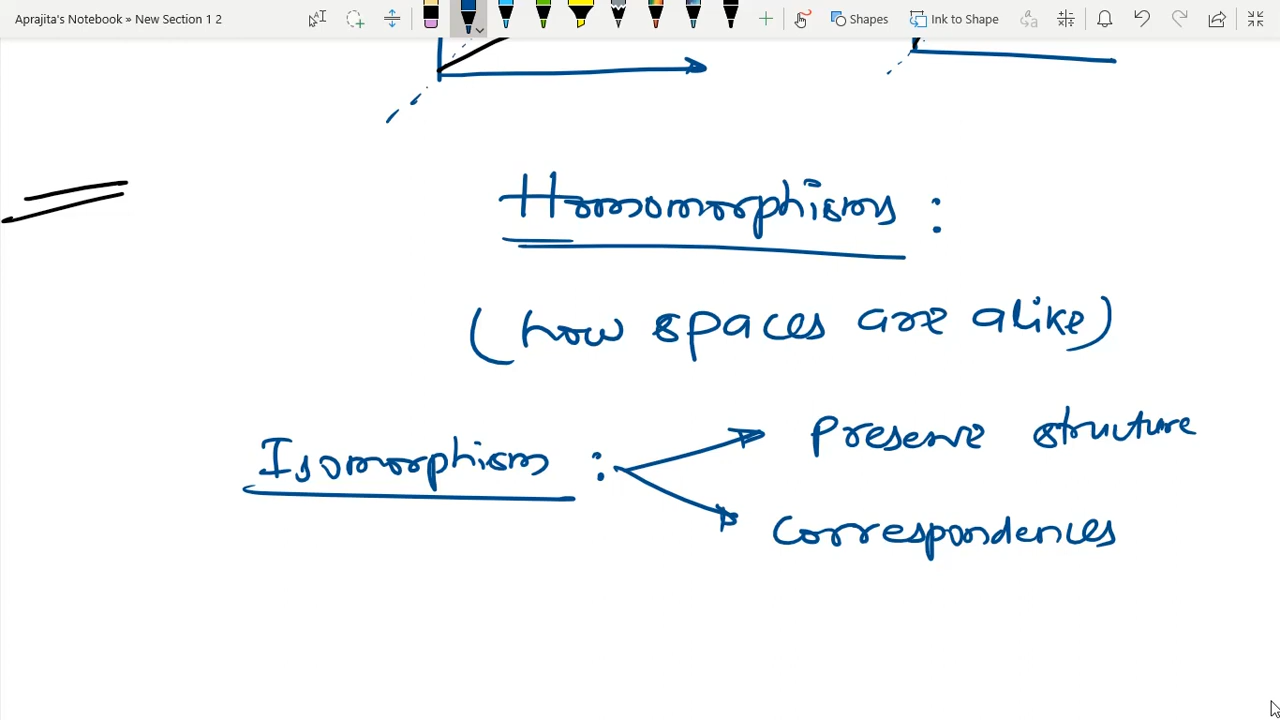 Aprajita's Notebook » New Section 1 2
Shapes
Ink to Shape
Homomorphisms :
(how spaces are alike)
Isomorphism :
Preserve structure
Correspondences